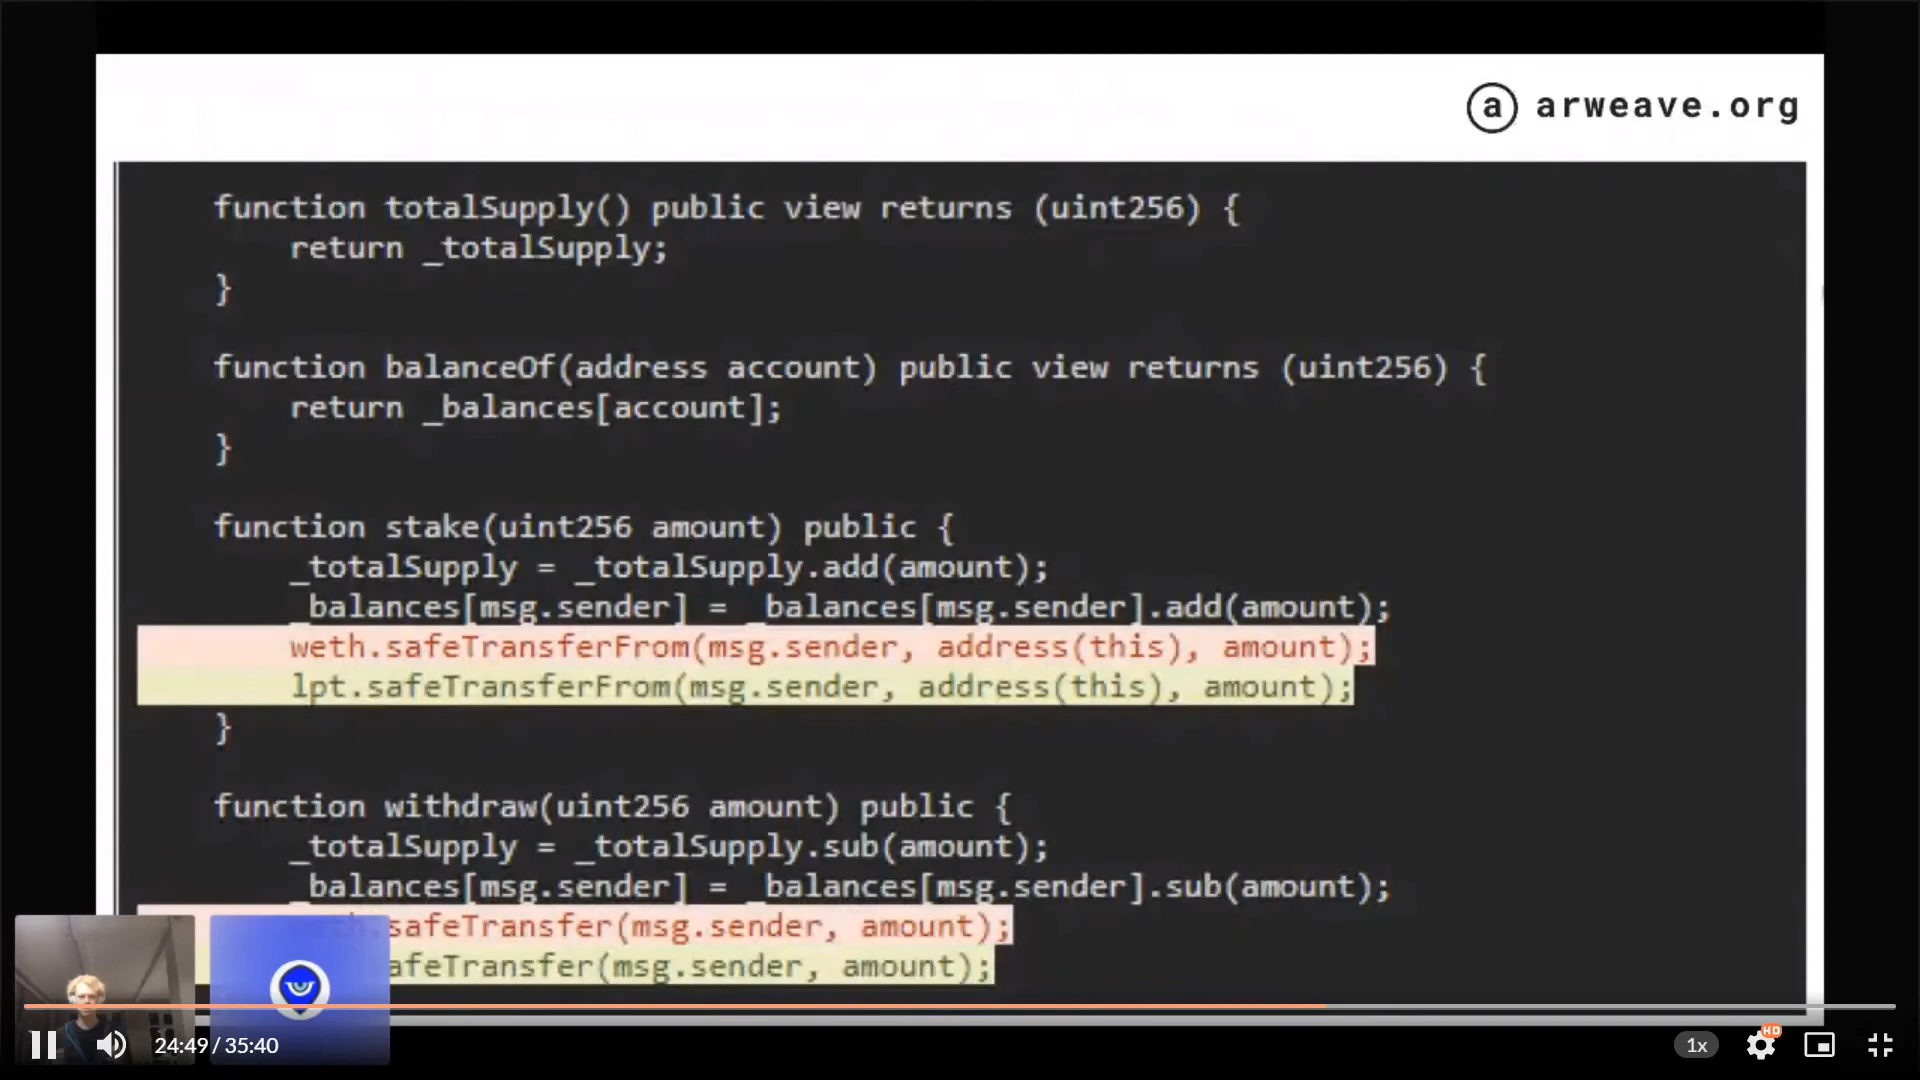 a arweave.org
function totalSupply() public view returns (uint256) {
return _totalSupply;
}
function balanceOf(address account) public view returns (uint256) {
return _balances[account];
}
function stake(uint256 amount) public {
_totalSupply = _totalSupply.add(amount);
_balances[msg.sender] = _balances[msg.sender].add(amount);
weth.safeTransferFrom(msg.sender, address(this), amount);
lpt.safeTransferFrom(msg.sender, address(this), amount);
}
function withdraw(uint256 amount) public {
_totalSupply = _totalSupply.sub(amount);
_balances[msg.sender] = _balances[msg.sender].sub(amount);
safeTransfer(msg.sender, amount);
afeTransfer(msg.sender, amount);
24:49 / 35:40
1x
HD